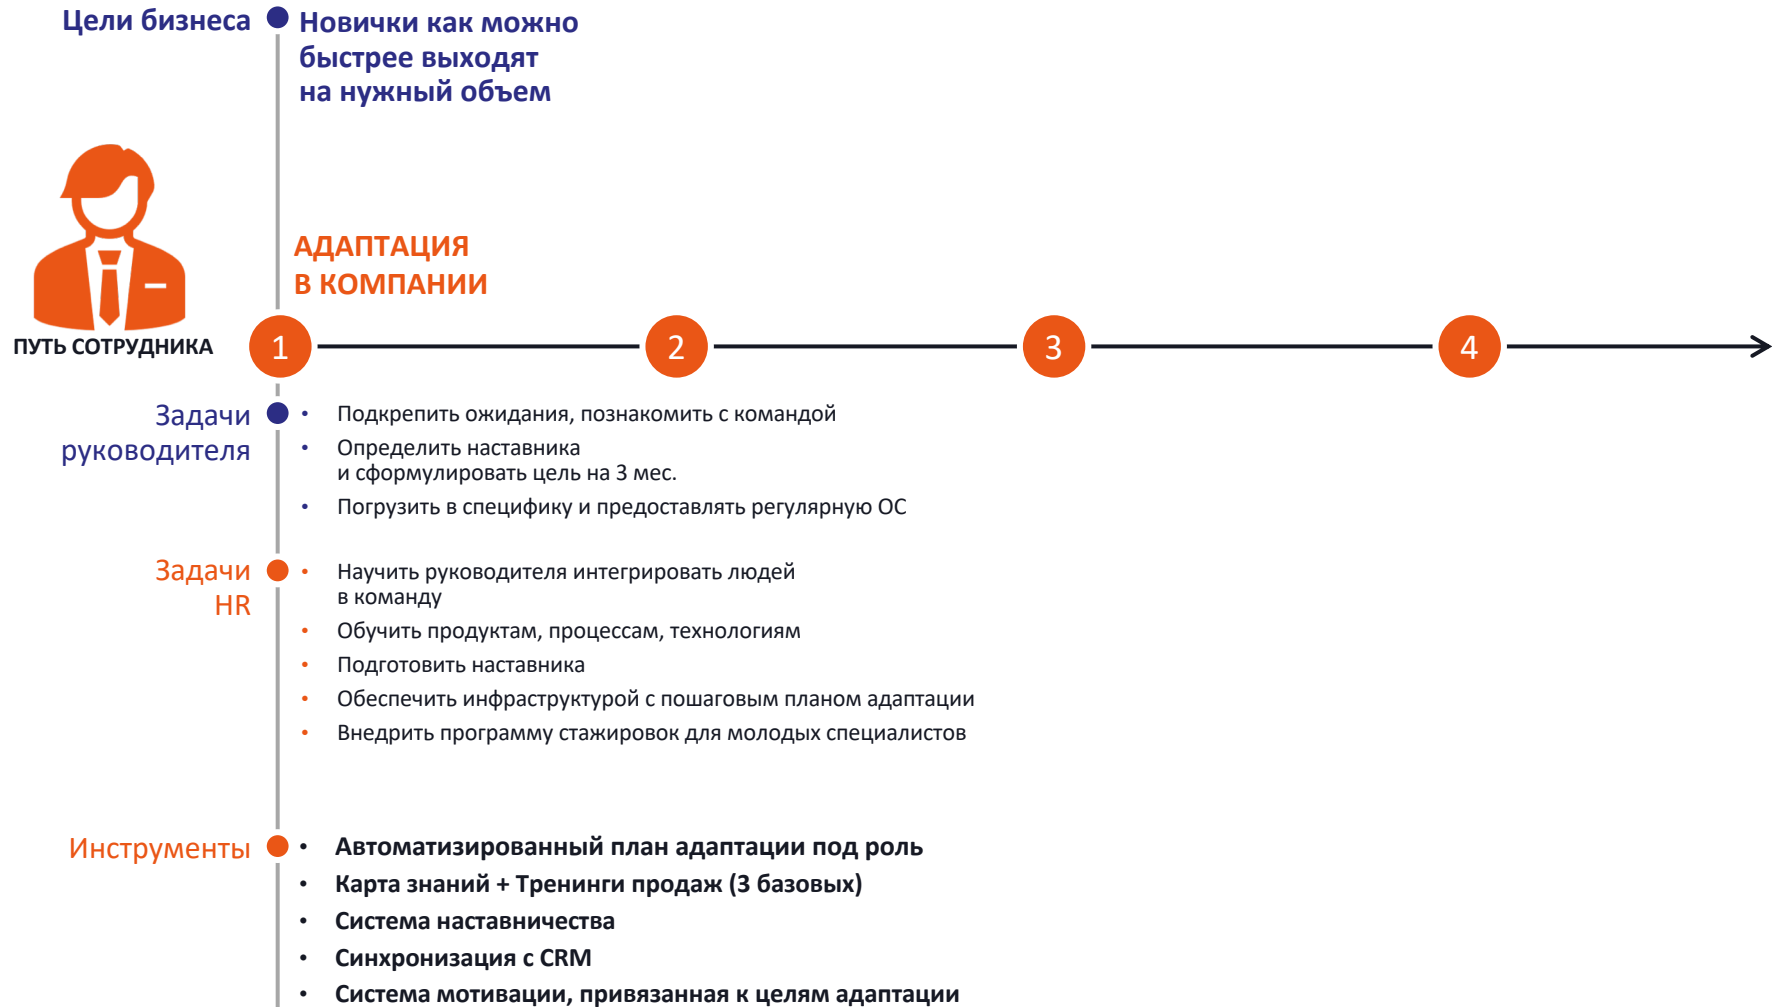 Цели бизнеса
Новички как можно
быстрее выходят
на нужный объем
АДАПТАЦИЯ
В КОМПАНИИ
ПУТЬ СОТРУДНИКА
1
2
3
4
Задачи
руководителя
• Подкрепить ожидания, познакомить с командой
• Определить наставника
и сформулировать цель на 3 мес.
• Погрузить в специфику и предоставлять регулярную ОС
Задачи
HR
• Научить руководителя интегрировать людей
в команду
• Обучить продуктам, процессам, технологиям
• Подготовить наставника
• Обеспечить инфраструктурой с пошаговым планом адаптации
• Внедрить программу стажировок для молодых специалистов
Инструменты
• Автоматизированный план адаптации под роль
• Карта знаний + Тренинги продаж (3 базовых)
• Система наставничества
• Синхронизация с CRM
• Система мотивации, привязанная к целям адаптации